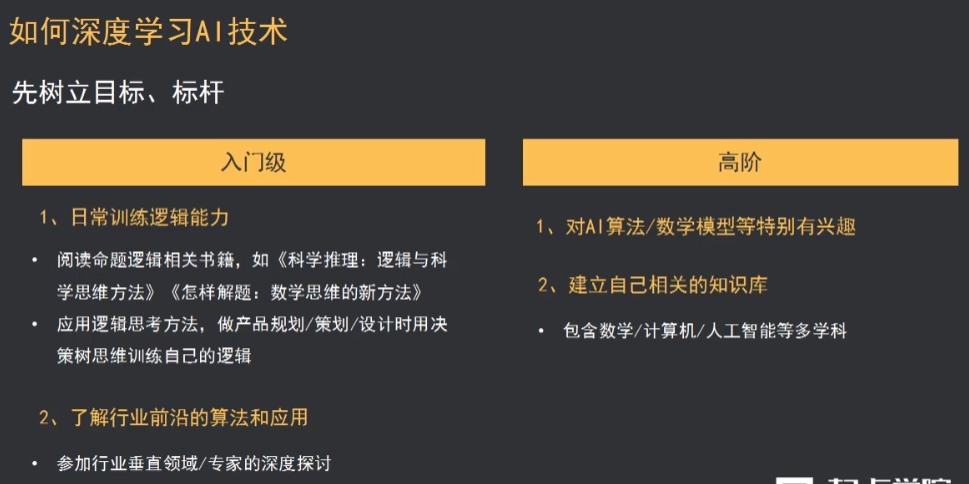 如何深度学习AI技术
先树立目标、标杆
入门级
1、日常训练逻辑能力
• 阅读命题逻辑相关书籍，如《科学推理：逻辑与科
学思维方法》《怎样解题：数学思维的新方法》
• 应用逻辑思考方法，做产品规划/策划/设计时用决
策树思维训练自己的逻辑
2、了解行业前沿的算法和应用
• 参加行业垂直领域/专家的深度探讨
高阶
1、对AI算法/数学模型等特别有兴趣
2、建立自己相关的知识库
• 包含数学/计算机/人工智能等多学科